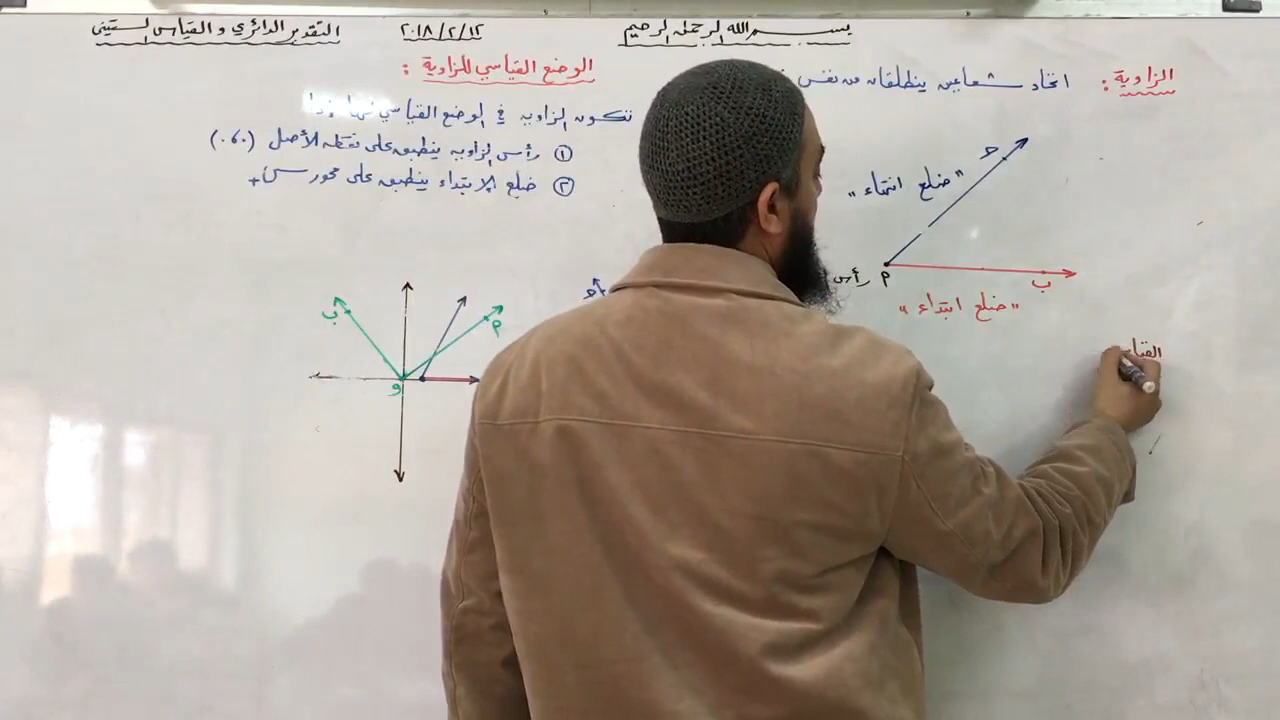 بسم الله الرحمن الرحيم
٢٠١٨/٢/١٢
التقدير الدائري و القياس الستيني
الزاوية : اتحاد شعاعين ينطلقان من نفس
ح
"ضلع انتهاء"
رأس
م
ب
"ضلع ابتداء"
القياس
الوضع القياسي للزاوية :
تكون الزاوية في الوضع القياسي
١ رأس الزاوية ينطبق على نقطة الأصل (٠،٠)
٢ ضلع الابتداء ينطبق على محور س+
ب
م
و